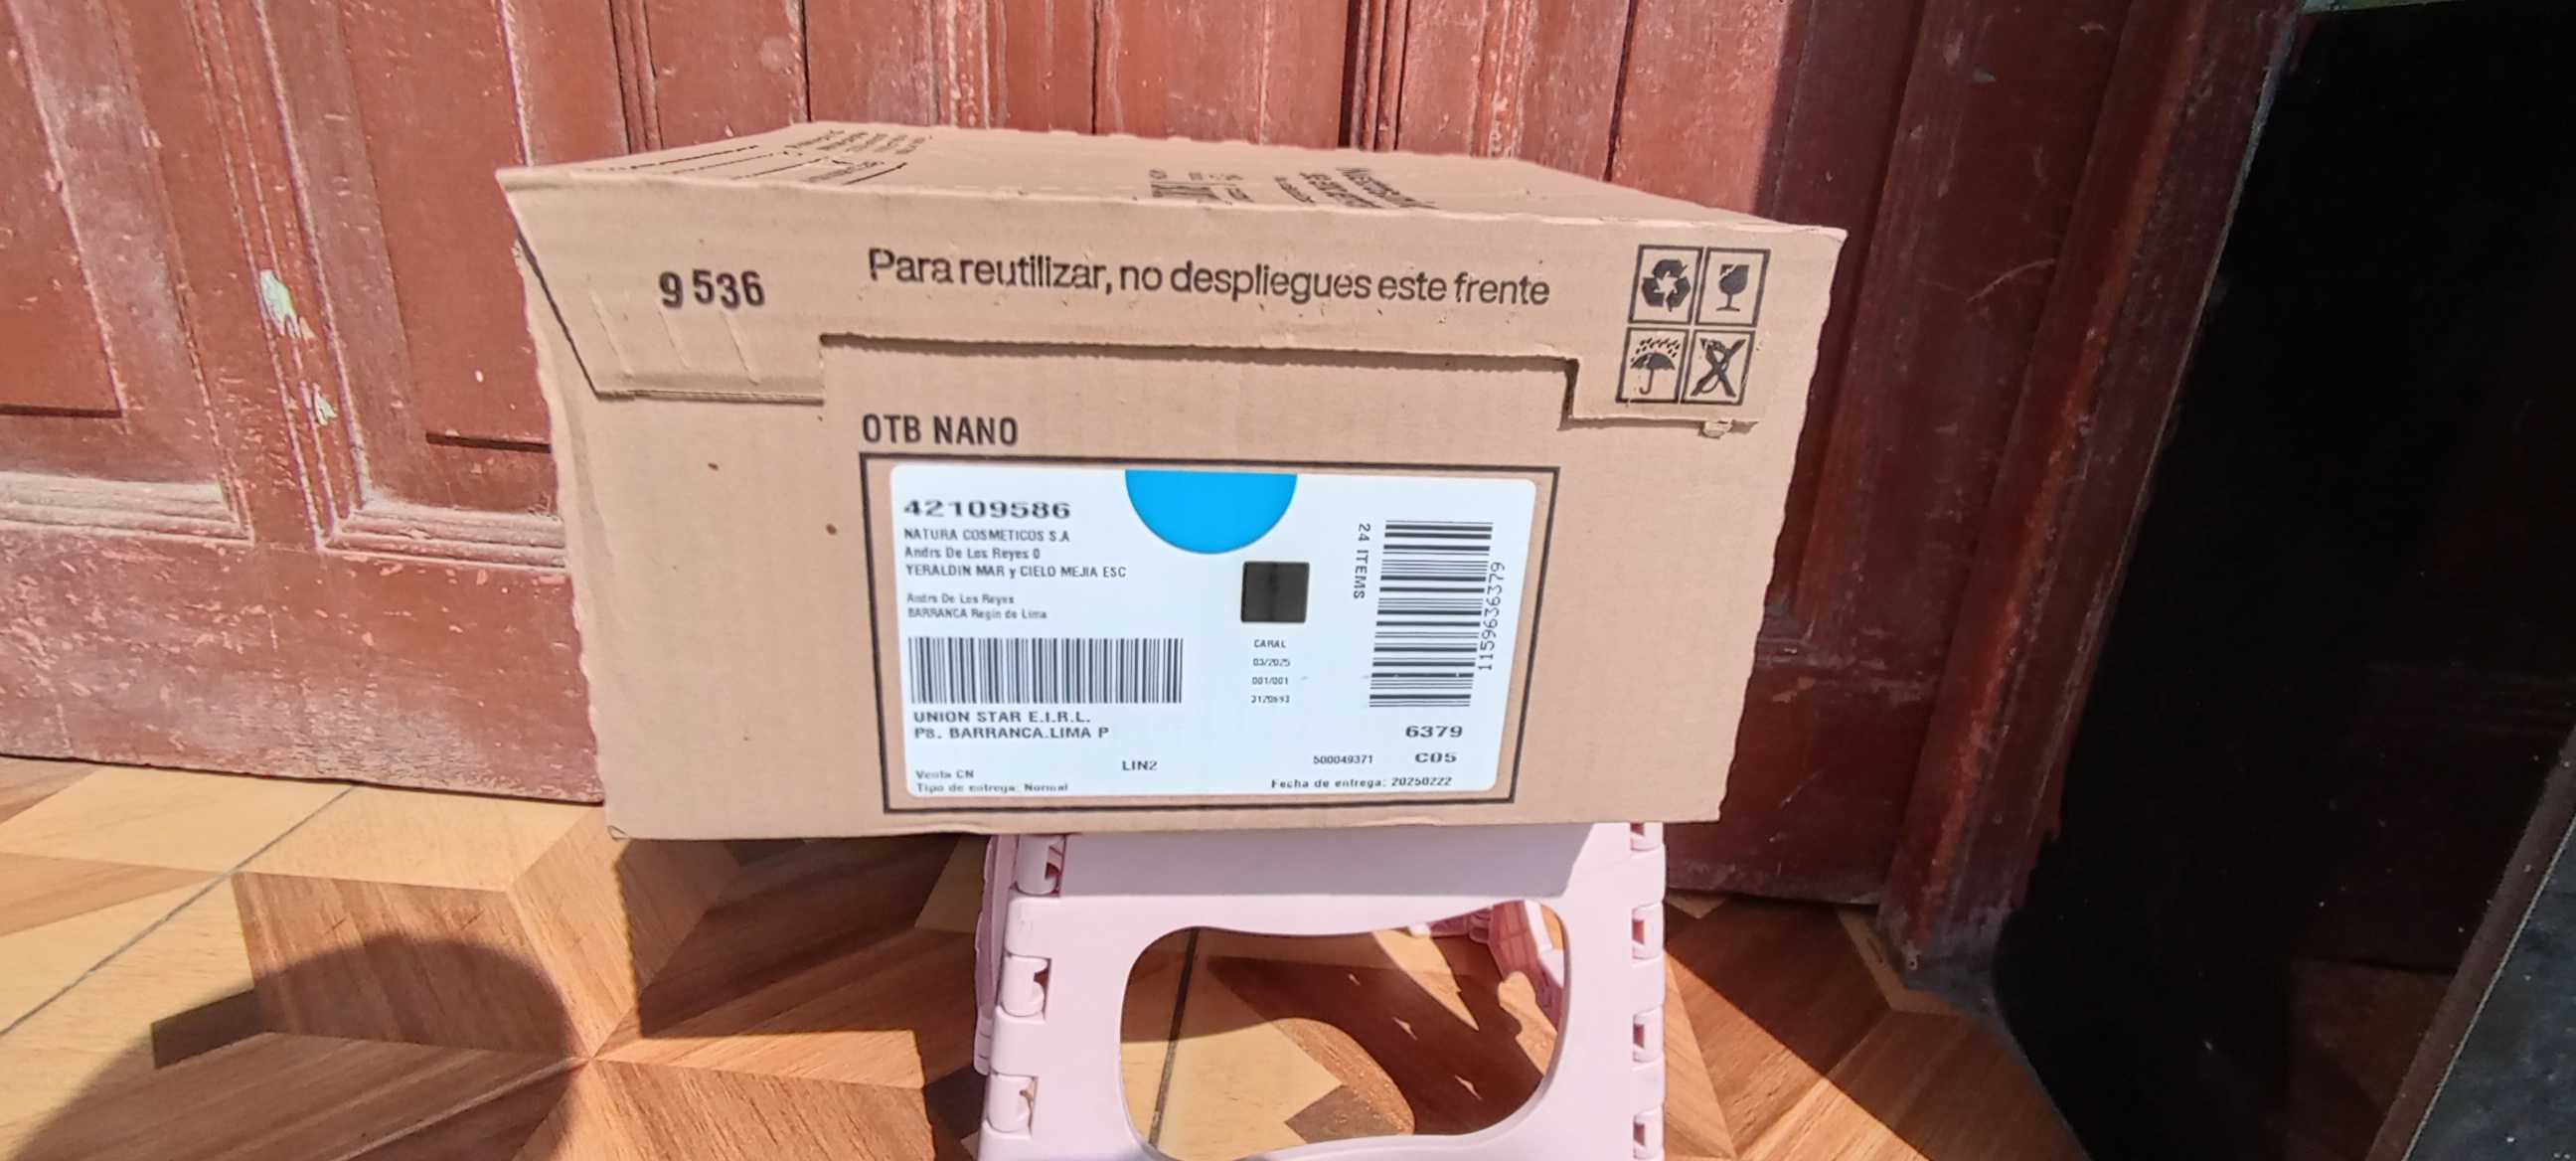 9 536
Para reutilizar, no despliegues este frente
OTB NANO
42109586
NATURA COSMETICOS S.A
Andrs De Los Reyes 0
YERALDIN MAR y CIELO MEJIA ESC
Andrs De Los Reyes
BARRANCA Regin de Lima
24 ITEMS
1159636379
CARAL
03/2025
001/001
UNION STAR E.I.R.L.
PS. BARRANCA.LIMA P
6379
LIN2
500049371
C05
Venta CN
Tipo de entrega: Normal
Fecha de entrega: 20250222